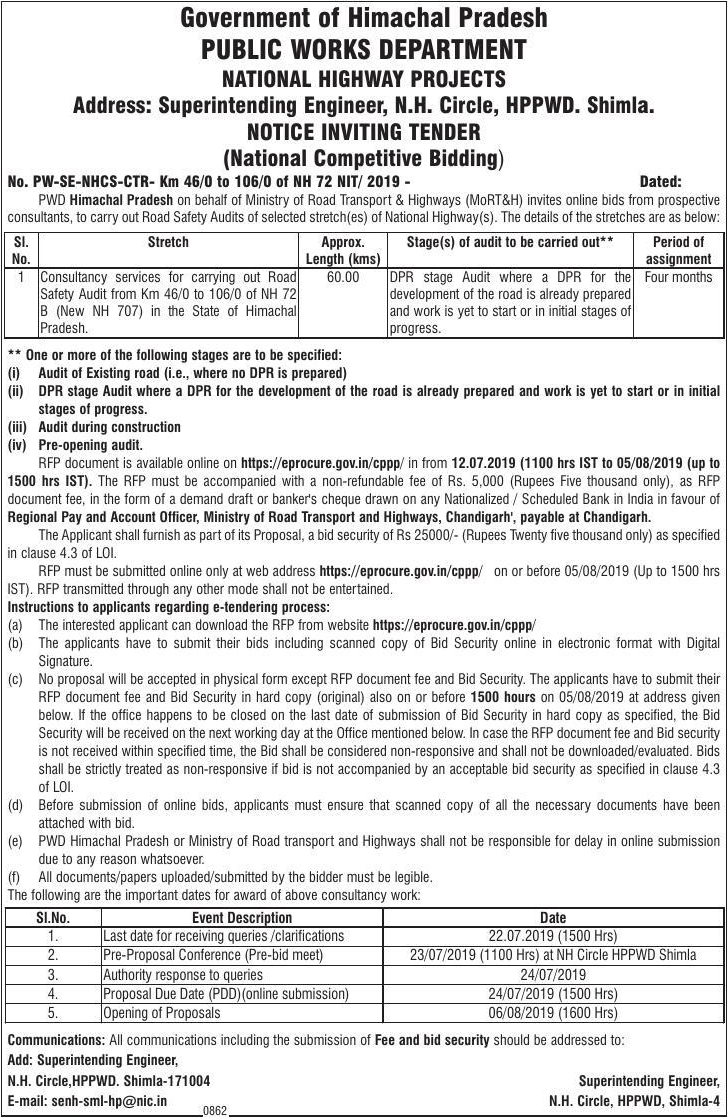 Government of Himachal Pradesh
PUBLIC WORKS DEPARTMENT
NATIONAL HIGHWAY PROJECTS
Address: Superintending Engineer, N.H. Circle, HPPWD. Shimla.
NOTICE INVITING TENDER
(National Competitive Bidding)
No. PW-SE-NHCS-CTR- Km 46/0 to 106/0 of NH 72 NIT/ 2019 - Dated:
PWD Himachal Pradesh on behalf of Ministry of Road Transport & Highways (MoRT&H) invites online bids from prospective
consultants, to carry out Road Safety Audits of selected stretch(es) of National Highway(s). The details of the stretches are as below:
Sl. No. Stretch Approx. Length (kms) Stage(s) of audit to be carried out** Period of assignment
1 Consultancy services for carrying out Road 60.00 DPR stage Audit where a DPR for the Four months
Safety Audit from Km 46/0 to 106/0 of NH 72 development of the road is already prepared
B (New NH 707) in the State of Himachal and work is yet to start or in initial stages of
Pradesh. progress.
** One or more of the following stages are to be specified:
(i) Audit of Existing road (i.e., where no DPR is prepared)
(ii) DPR stage Audit where a DPR for the development of the road is already prepared and work is yet to start or in initial
stages of progress.
(iii) Audit during construction
(iv) Pre-opening audit.
RFP document is available online on https://eprocure.gov.in/cppp/ in from 12.07.2019 (1100 hrs IST to 05/08/2019 (up to
1500 hrs IST). The RFP must be accompanied with a non-refundable fee of Rs. 5,000 (Rupees Five thousand only), as RFP
document fee, in the form of a demand draft or banker's cheque drawn on any Nationalized / Scheduled Bank in India in favour of
Regional Pay and Account Officer, Ministry of Road Transport and Highways, Chandigarh', payable at Chandigarh.
The Applicant shall furnish as part of its Proposal, a bid security of Rs 25000/- (Rupees Twenty five thousand only) as specified
in clause 4.3 of LOI.
RFP must be submitted online only at web address https://eprocure.gov.in/cppp/ on or before 05/08/2019 (Up to 1500 hrs
IST). RFP transmitted through any other mode shall not be entertained.
Instructions to applicants regarding e-tendering process:
(a) The interested applicant can download the RFP from website https://eprocure.gov.in/cppp/
(b) The applicants have to submit their bids including scanned copy of Bid Security online in electronic format with Digital
Signature.
(c) No proposal will be accepted in physical form except RFP document fee and Bid Security. The applicants have to submit their
RFP document fee and Bid Security in hard copy (original) also on or before 1500 hours on 05/08/2019 at address given
below. If the office happens to be closed on the last date of submission of Bid Security in hard copy as specified, the Bid
Security will be received on the next working day at the Office mentioned below. In case the RFP document fee and Bid security
is not received within specified time, the Bid shall be considered non-responsive and shall not be downloaded/evaluated. Bids
shall be strictly treated as non-responsive if bid is not accompanied by an acceptable bid security as specified in clause 4.3
of LOI.
(d) Before submission of online bids, applicants must ensure that scanned copy of all the necessary documents have been
attached with bid.
(e) PWD Himachal Pradesh or Ministry of Road transport and Highways shall not be responsible for delay in online submission
due to any reason whatsoever.
(f) All documents/papers uploaded/submitted by the bidder must be legible.
The following are the important dates for award of above consultancy work:
Sl.No. Event Description Date
1. Last date for receiving queries /clarifications 22.07.2019 (1500 Hrs)
2. Pre-Proposal Conference (Pre-bid meet) 23/07/2019 (1100 Hrs) at NH Circle HPPWD Shimla
3. Authority response to queries 24/07/2019
4. Proposal Due Date (PDD)(online submission) 24/07/2019 (1500 Hrs)
5. Opening of Proposals 06/08/2019 (1600 Hrs)
Communications: All communications including the submission of Fee and bid security should be addressed to:
Add: Superintending Engineer,
N.H. Circle,HPPWD. Shimla-171004 Superintending Engineer,
E-mail: senh-sml-hp@nic.in N.H. Circle, HPPWD, Shimla-4
0862